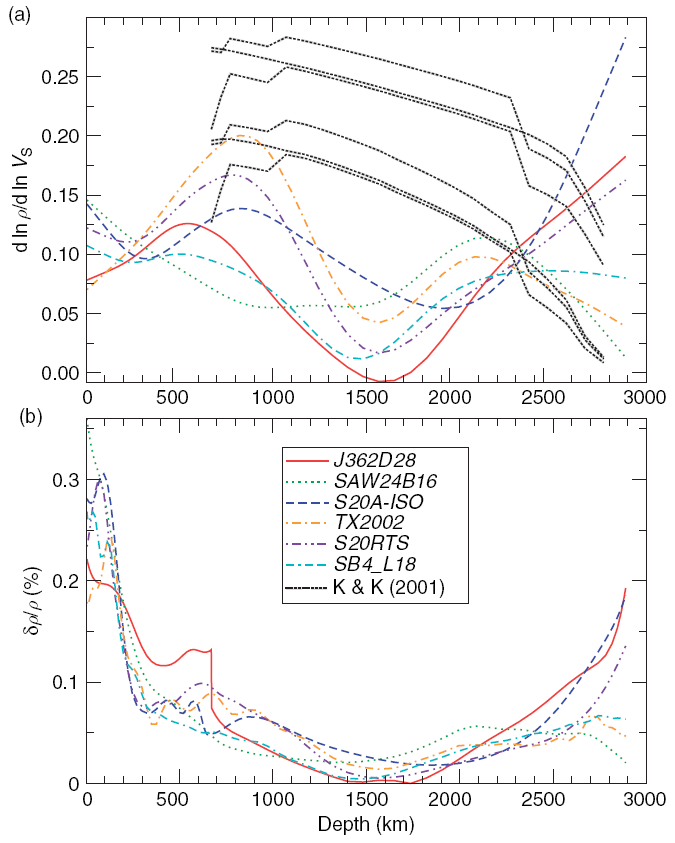 (a)
0.25
0.20
0.15
0.10
0.05
0.00
d ln ρ/d ln VS
0 500 1000 1500 2000 2500 3000
(b)
0.3
0.2
0.1
0
δρ/ρ (%)
J362D28
SAW24B16
S20A-ISO
TX2002
S20RTS
SB4_L18
K & K (2001)
0 500 1000 1500 2000 2500 3000
Depth (km)